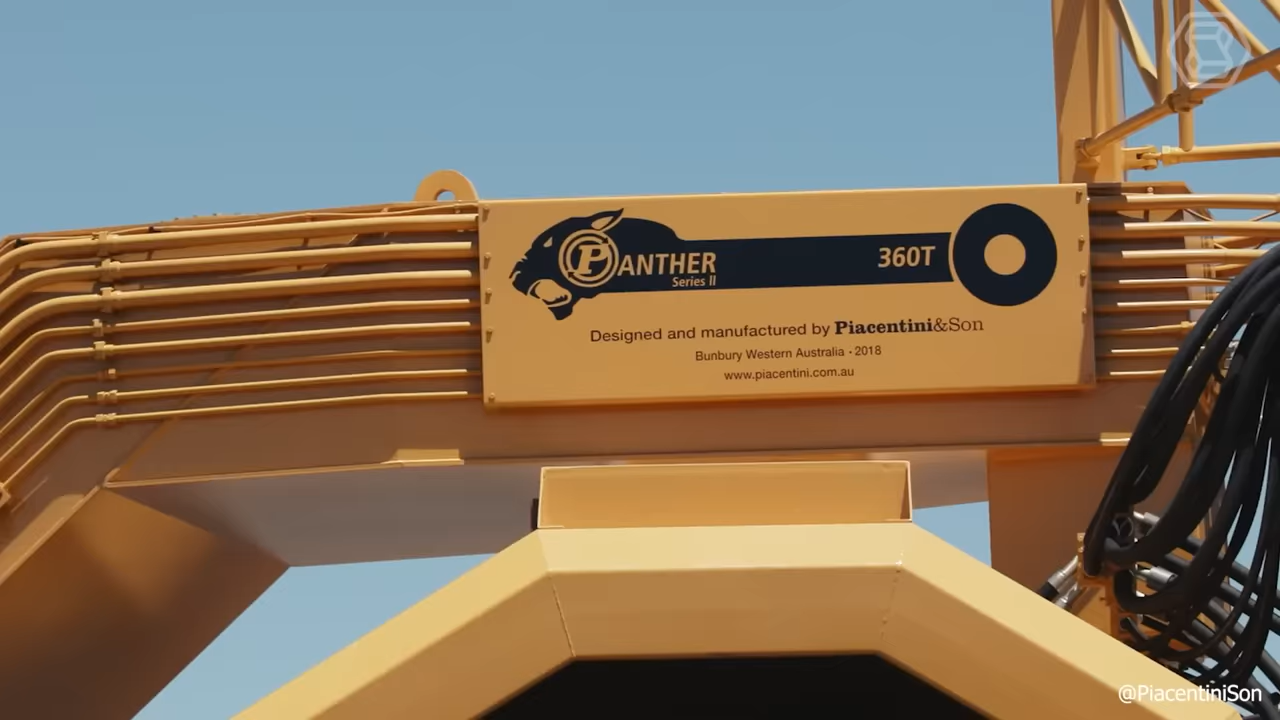 PANTHER
Series II
360T
Designed and manufactured by Piacentini&Son
Bunbury Western Australia • 2018
www.piacentini.com.au
@PiacentiniSon